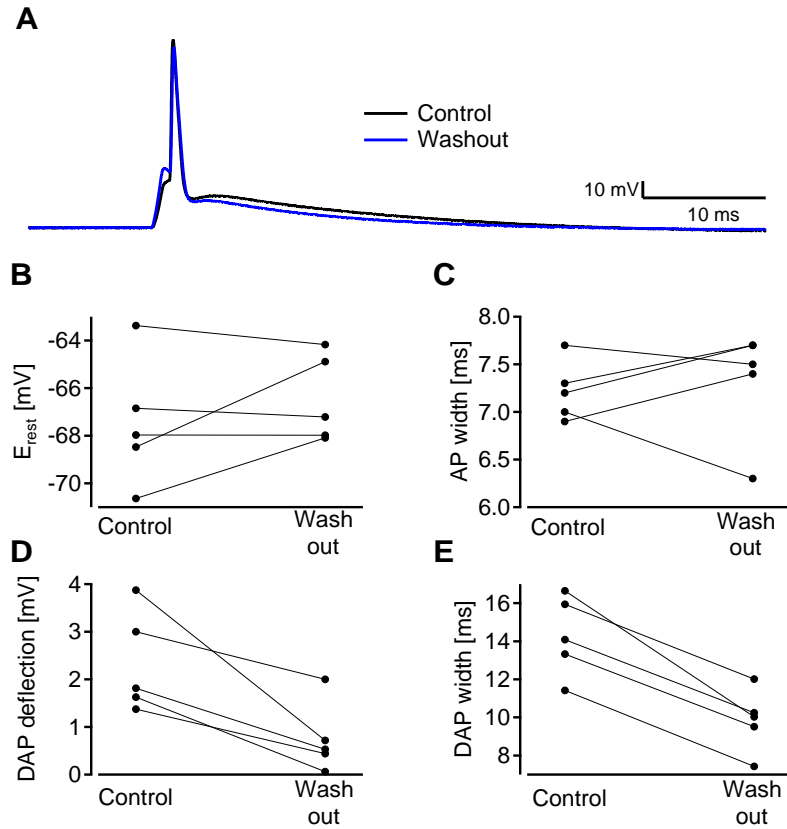 A
Control
Washout
10 mV
10 ms
B
-64
-66
-68
-70
E_rest [mV]
Control
Wash
out
C
8.0
7.5
7.0
6.5
6.0
AP width [ms]
Control
Wash
out
D
4
3
2
1
0
DAP deflection [mV]
Control
Wash
out
E
16
14
12
10
8
DAP width [ms]
Control
Wash
out